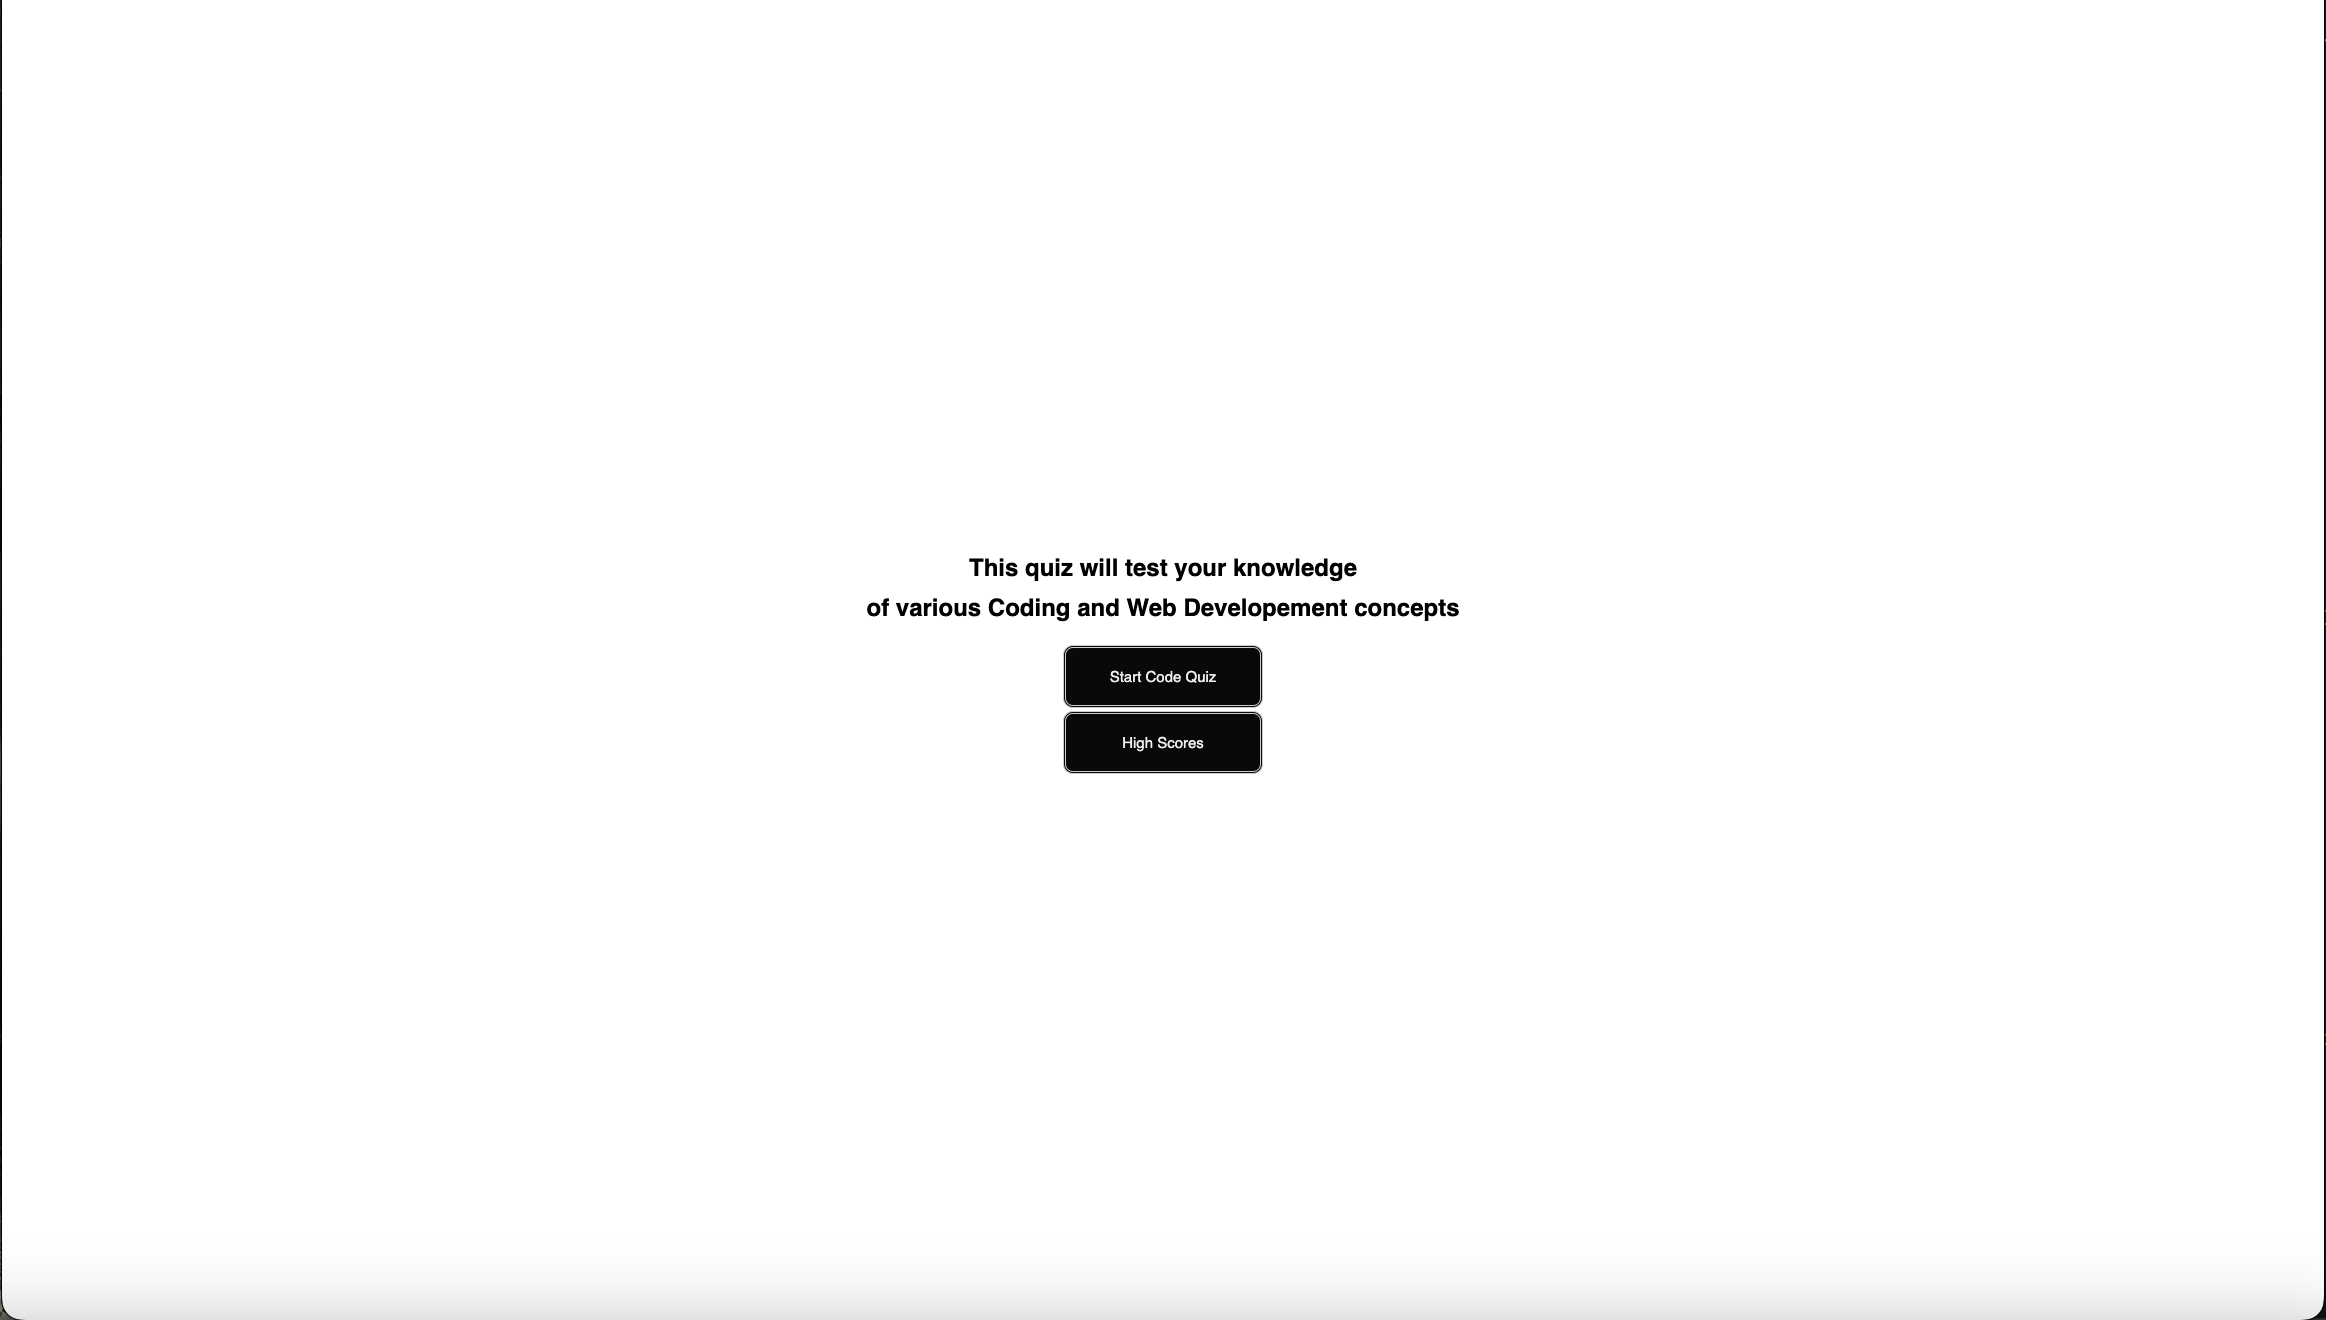 This quiz will test your knowledge
of various Coding and Web Developement concepts
Start Code Quiz
High Scores